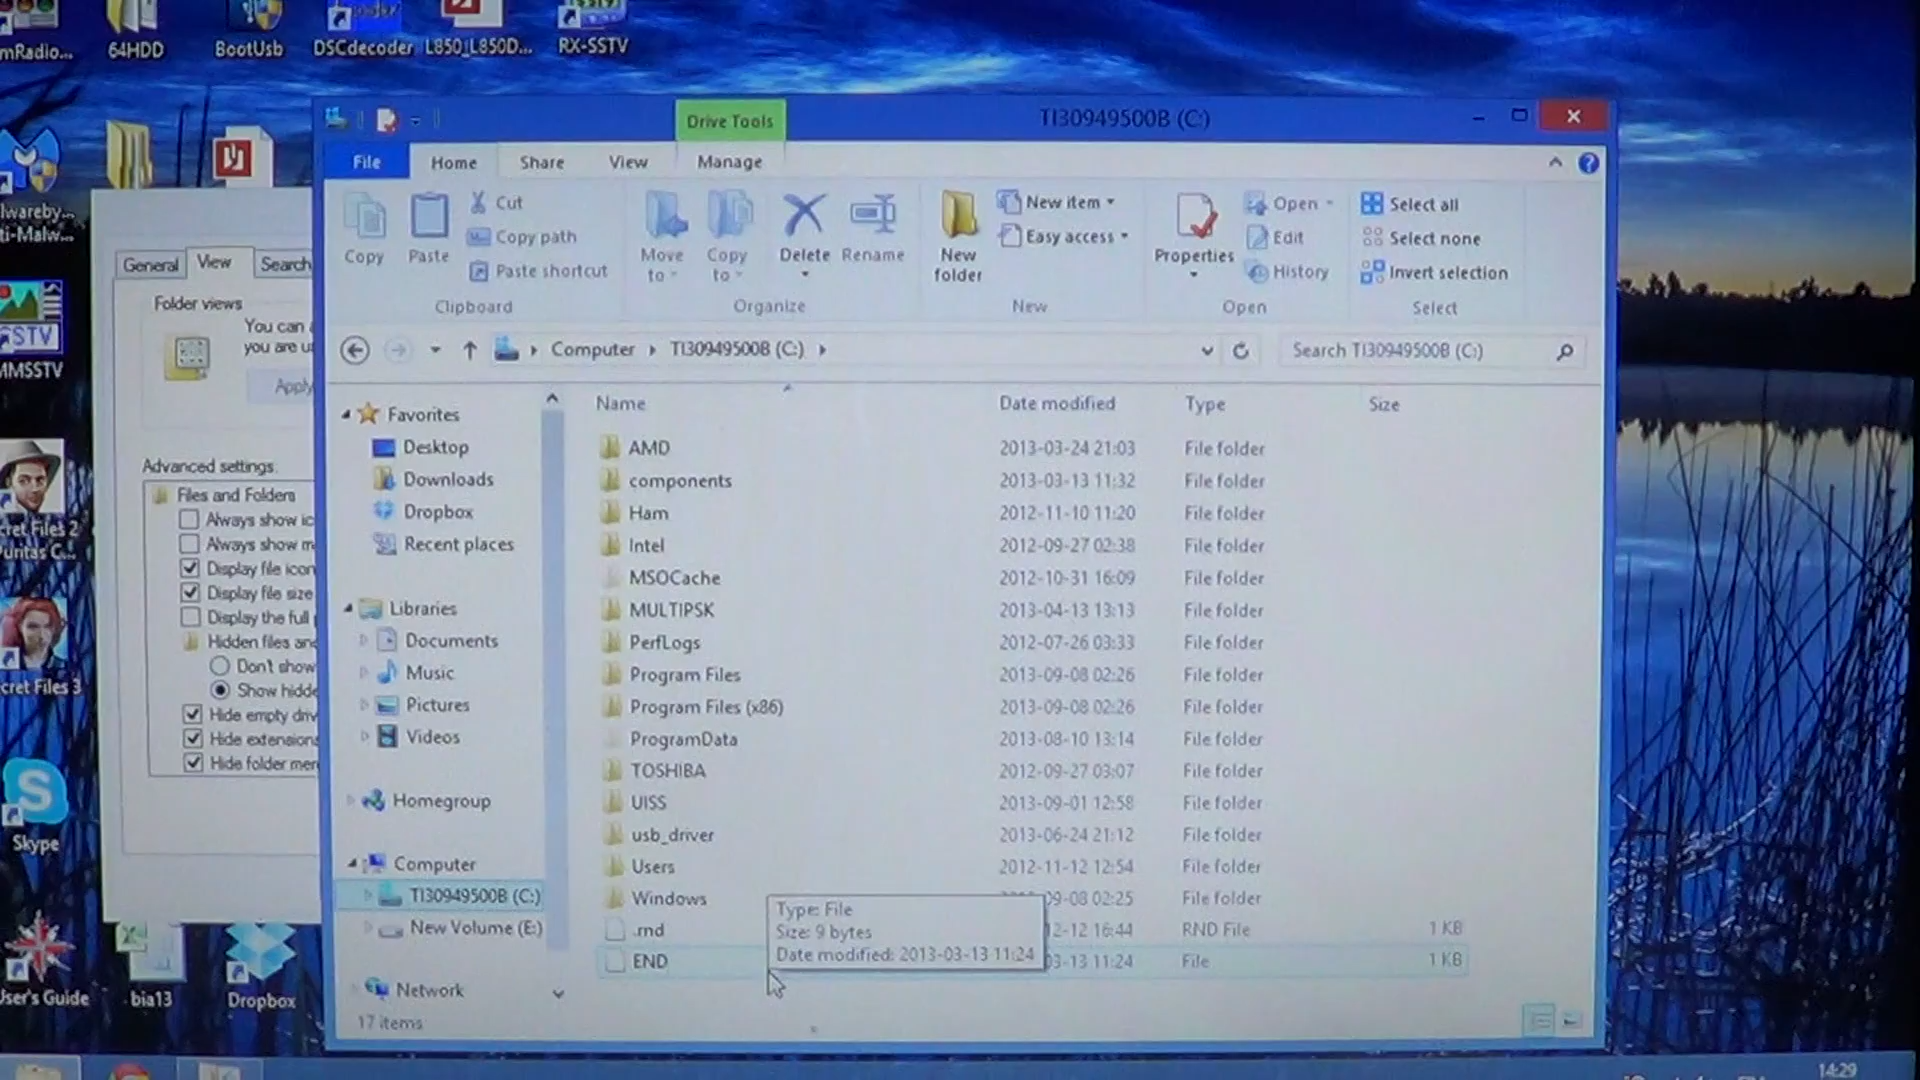 mRadio...
64HDD
BootUsb
DSCdecoder
L850_L850D...
RX-SSTV
lwareby...
ti-Malw...
SSTV
MMSSTV
cret Files 2
Puritas C...
cret Files 3
Skype
User's Guide
bia13
Dropbox
General
View
Search
Folder views
You can
you are
Apply
Advanced settings:
Files and Folders
Always show ic
Always show m
Display file icon
Display file size
Display the full
Hidden files and
Don't show
Show hidde
Hide empty driv
Hide extensions
Hide folder mer
Drive Tools
TI30949500B (C:)
File
Home
Share
View
Manage
Copy
Paste
Cut
Copy path
Paste shortcut
Clipboard
Move
to
Copy
to
Delete
Rename
Organize
New
folder
New item
Easy access
New
Properties
Open
Edit
History
Open
Select all
Select none
Invert selection
Select
Computer
TI30949500B (C:)
Search TI30949500B (C:)
Favorites
Desktop
Downloads
Dropbox
Recent places
Libraries
Documents
Music
Pictures
Videos
Homegroup
Computer
TI30949500B (C:)
New Volume (E:)
Network
17 items
Name Date modified Type Size
AMD 2013-03-24 21:03 File folder
components 2013-03-13 11:32 File folder
Ham 2012-11-10 11:20 File folder
Intel 2012-09-27 02:38 File folder
MSOCache 2012-10-31 16:09 File folder
MULTIPSK 2013-04-13 13:13 File folder
PerfLogs 2012-07-26 03:33 File folder
Program Files 2013-09-08 02:26 File folder
Program Files (x86) 2013-09-08 02:26 File folder
ProgramData 2013-08-10 13:14 File folder
TOSHIBA 2012-09-27 03:07 File folder
UISS 2013-09-01 12:58 File folder
usb_driver 2013-06-24 21:12 File folder
Users 2012-11-12 12:54 File folder
Windows 09-08 02:25 File folder
.rnd 12-12 16:44 RND File 1 KB
END 03-13 11:24 File 1 KB
Type: File
Size: 9 bytes
Date modified: 2013-03-13 11:24
14:29